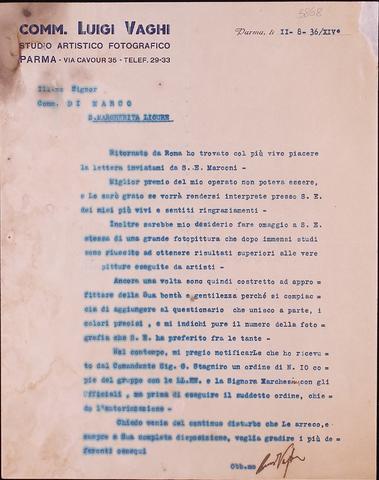 5868
COMM. LUIGI VAGHI
STUDIO ARTISTICO FOTOGRAFICO
PARMA - VIA CAVOUR 35 - TELEF. 29-33
Parma, li II-8-36/XIV°
Ill.mo Signor
Comm. DI MARCO
S.MARGHERITA LIGURE
Ritornato da Roma ho trovato col più vivo piacere
la lettera inviatami da S.E. Marconi -
Miglior premio del mio operato non poteva essere,
e Le sarò grato se vorrà rendersi interprete presso S.E.
dei miei più vivi e sentiti ringraziamenti -
Inoltre sarebbe mio desiderio fare omaggio a S.E.
stessa di una grande fotopittura che dopo immensi studi
sono riuscito ad ottenere risultati superiori alle vere
pitture eseguite da artisti -
Ancora una volta sono quindi costretto ad appro=
fittare della Sua bontà e gentilezza perché si compiac=
cia di aggiungere al questionario che unisco a parte, i
colori precisi, e mi indichi pure il numero della foto=
grafia che S.E. ha preferito fra le tante -
Nel contempo, mi pregio notificarLe che ho ricevu=
to dal Comandante Sig. G. Stagnaro un ordine di N. IO co=
pie del gruppo con le LL.EE. e la Signora Marchesa con gli
Ufficiali, ma prima di eseguire il suddetto ordine, chie=
do l'autorizzazione -
Chiedo venia del continuo disturbo che Le arreco, e
sempre a Sua completa disposizione, voglia gradire i più de=
ferenti ossequi
Obb.mo